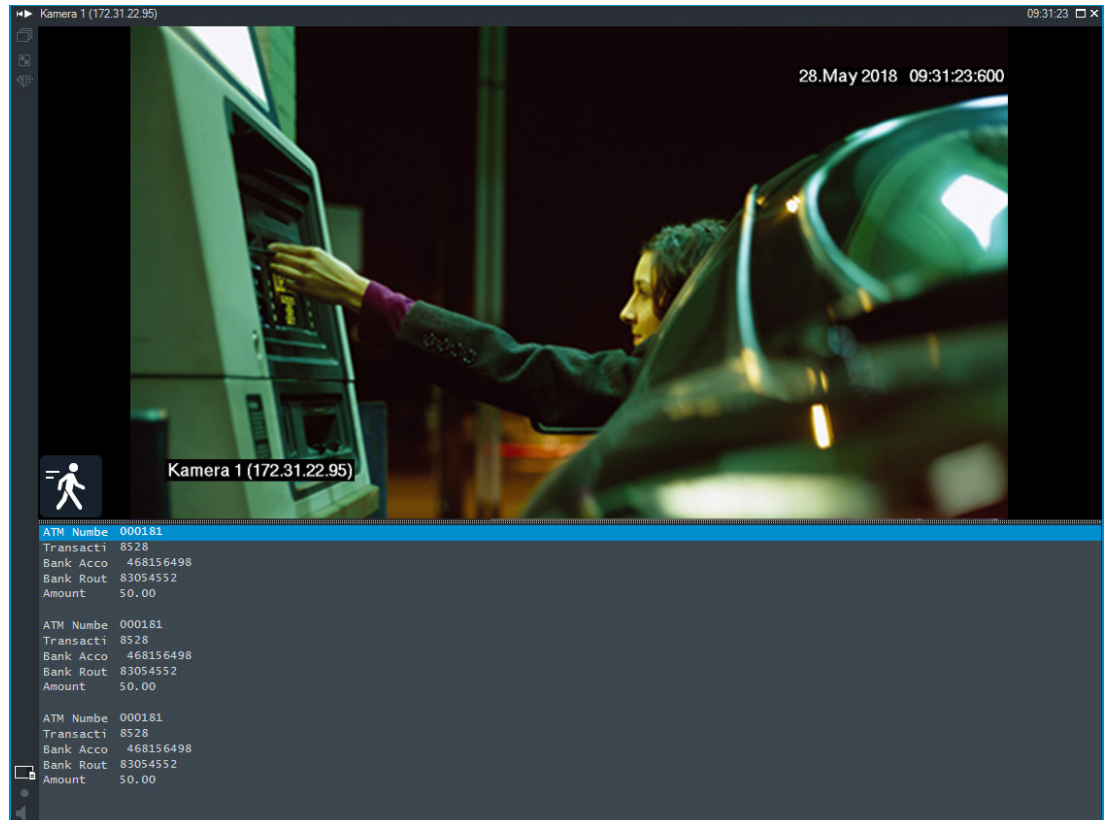 Kamera 1 (172.31.22.95)
09:31:23
28.May 2018 09:31:23:600
Kamera 1 (172.31.22.95)
ATM Numbe 000181
Transacti 8528
Bank Acco 468156498
Bank Rout 83054552
Amount 50.00
ATM Numbe 000181
Transacti 8528
Bank Acco 468156498
Bank Rout 83054552
Amount 50.00
ATM Numbe 000181
Transacti 8528
Bank Acco 468156498
Bank Rout 83054552
Amount 50.00